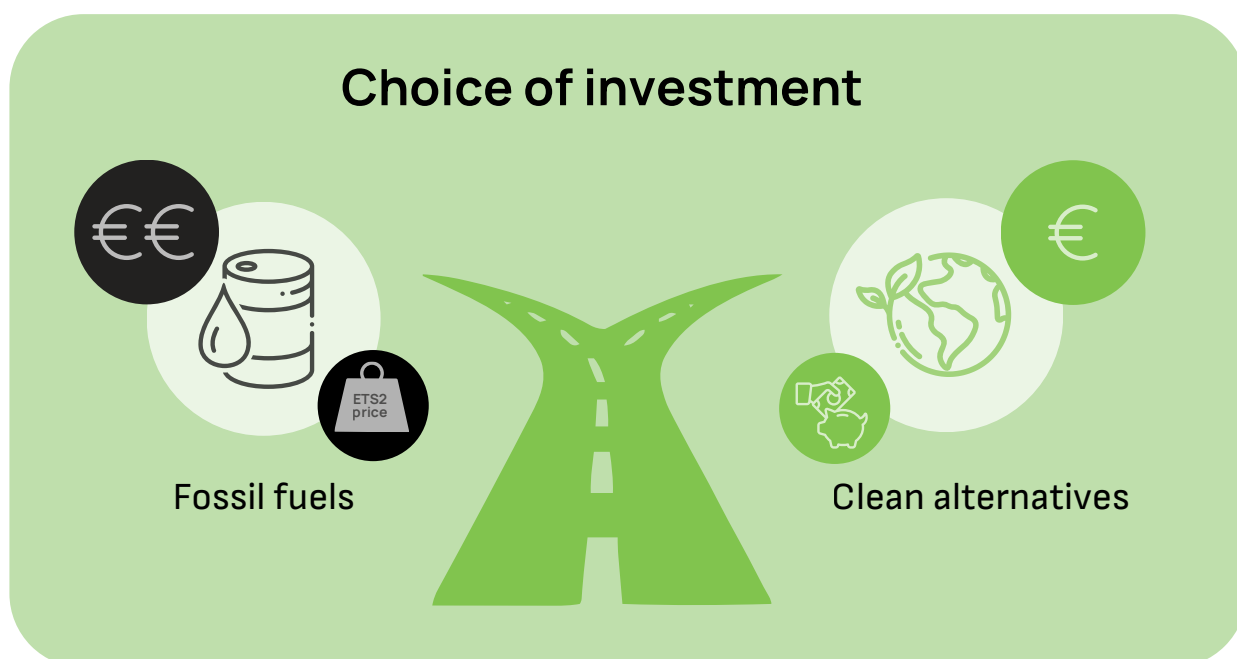 Choice of investment
€€
€
ETS2
price
Fossil fuels
Clean alternatives